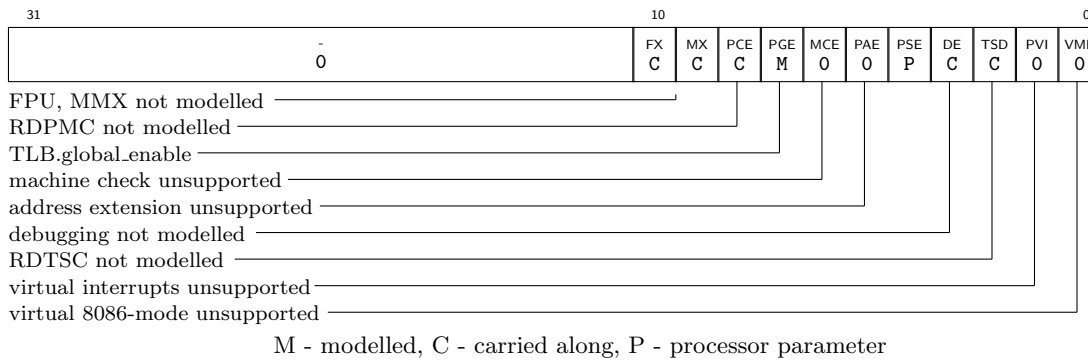 31 10 0
- FX MX PCE PGE MCE PAE PSE DE TSD PVI VME
0 C C C M 0 0 P C C 0 0
FPU, MMX not modelled
RDPMC not modelled
TLB.global_enable
machine check unsupported
address extension unsupported
debugging not modelled
RDTSC not modelled
virtual interrupts unsupported
virtual 8086-mode unsupported
M - modelled, C - carried along, P - processor parameter